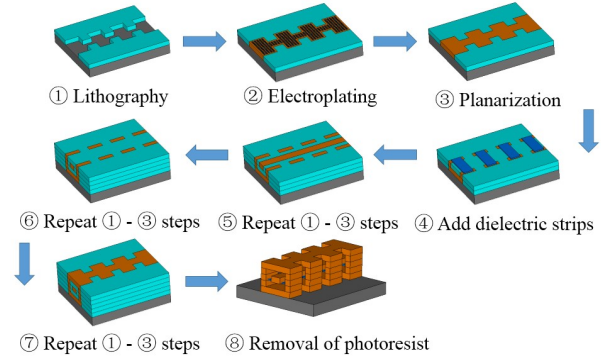 ① Lithography
② Electroplating
③ Planarization
④ Add dielectric strips
⑤ Repeat ① - ③ steps
⑥ Repeat ① - ③ steps
⑦ Repeat ① - ③ steps
⑧ Removal of photoresist